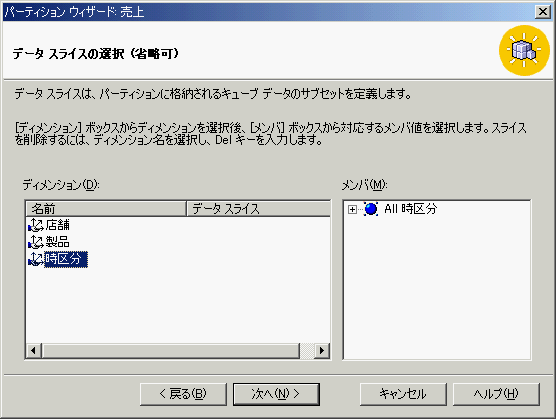 パーティション ウィザード: 売上
データ スライスの選択 (省略可)
データ スライスは、パーティションに格納されるキューブ データのサブセットを定義します。
[ディメンション] ボックスからディメンションを選択後、[メンバ] ボックスから対応するメンバ値を選択します。スライス
を削除するには、ディメンション名を選択し、Del キーを入力します。
ディメンション(D):
メンバ(M):
名前 データ スライス
All 時区分
店舗
製品
時区分
< 戻る(B) 次へ(N) > キャンセル ヘルプ(H)